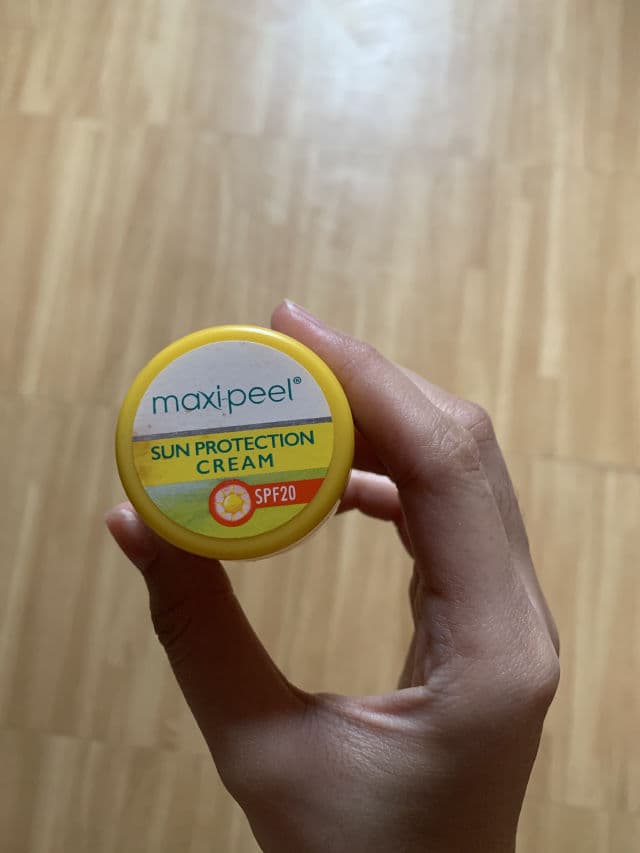 maxi-peel®
SUN PROTECTION
CREAM
SPF20